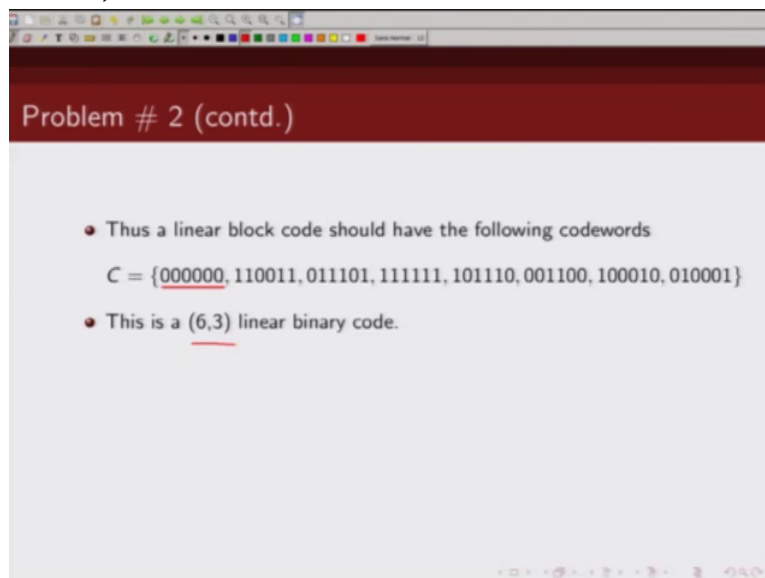 Problem # 2 (contd.)
Thus a linear block code should have the following codewords
C = {000000, 110011, 011101, 111111, 101110, 001100, 100010, 010001}
This is a (6,3) linear binary code.